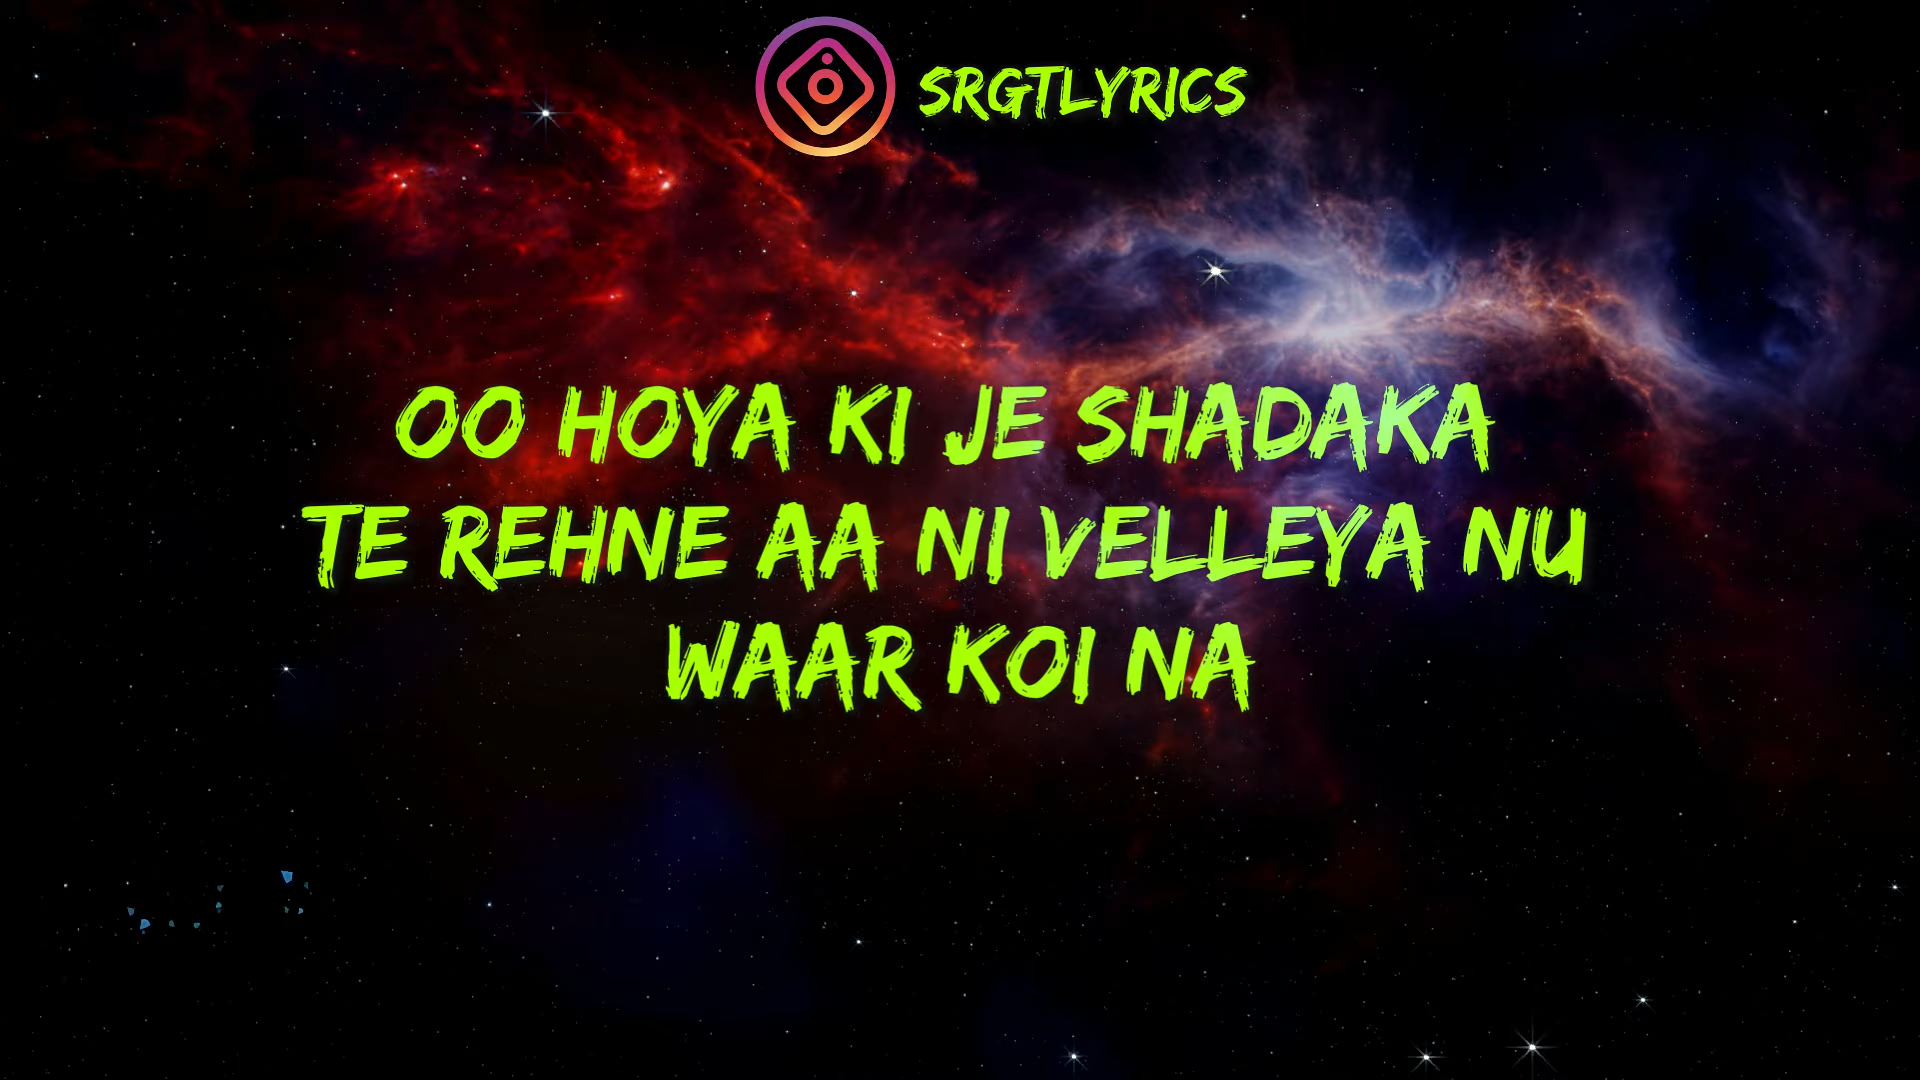 SRGTLYRICS
OO HOYA KI JE SHADAKA
TE REHNE AA NI VELLEYA NU
WAAR KOI NA